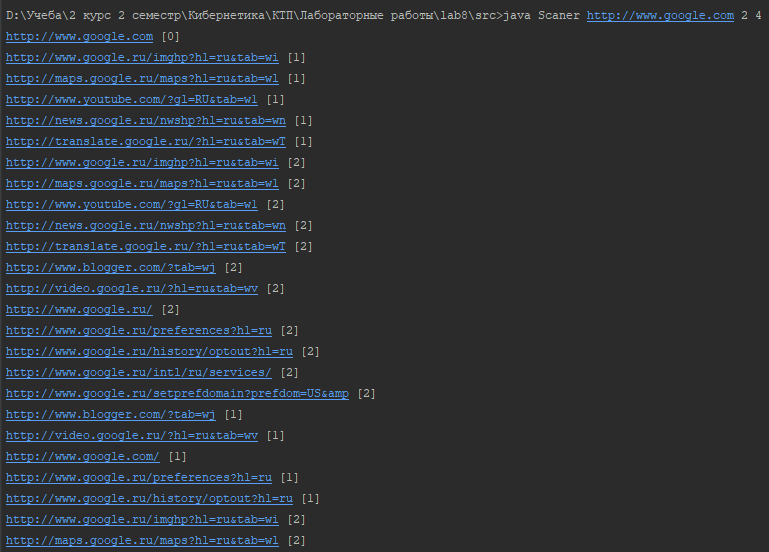 D:\Учеба\2 курс 2 семестр\Кибернетика\КТП\Лабораторные работы\lab8\src>java Scaner http://www.google.com 2 4
http://www.google.com [0]
http://www.google.ru/imghp?hl=ru&tab=wi [1]
http://maps.google.ru/maps?hl=ru&tab=wl [1]
http://www.youtube.com/?gl=RU&tab=w1 [1]
http://news.google.ru/nwshp?hl=ru&tab=wn [1]
http://translate.google.ru/?hl=ru&tab=wT [1]
http://www.google.ru/imghp?hl=ru&tab=wi [2]
http://maps.google.ru/maps?hl=ru&tab=wl [2]
http://www.youtube.com/?gl=RU&tab=w1 [2]
http://news.google.ru/nwshp?hl=ru&tab=wn [2]
http://translate.google.ru/?hl=ru&tab=wT [2]
http://www.blogger.com/?tab=wj [2]
http://video.google.ru/?hl=ru&tab=wv [2]
http://www.google.ru/ [2]
http://www.google.ru/preferences?hl=ru [2]
http://www.google.ru/history/optout?hl=ru [2]
http://www.google.ru/intl/ru/services/ [2]
http://www.google.ru/setprefdomain?prefdom=US&amp [2]
http://www.blogger.com/?tab=wj [1]
http://video.google.ru/?hl=ru&tab=wv [1]
http://www.google.com/ [1]
http://www.google.ru/preferences?hl=ru [1]
http://www.google.ru/history/optout?hl=ru [1]
http://www.google.ru/imghp?hl=ru&tab=wi [2]
http://maps.google.ru/maps?hl=ru&tab=wl [2]